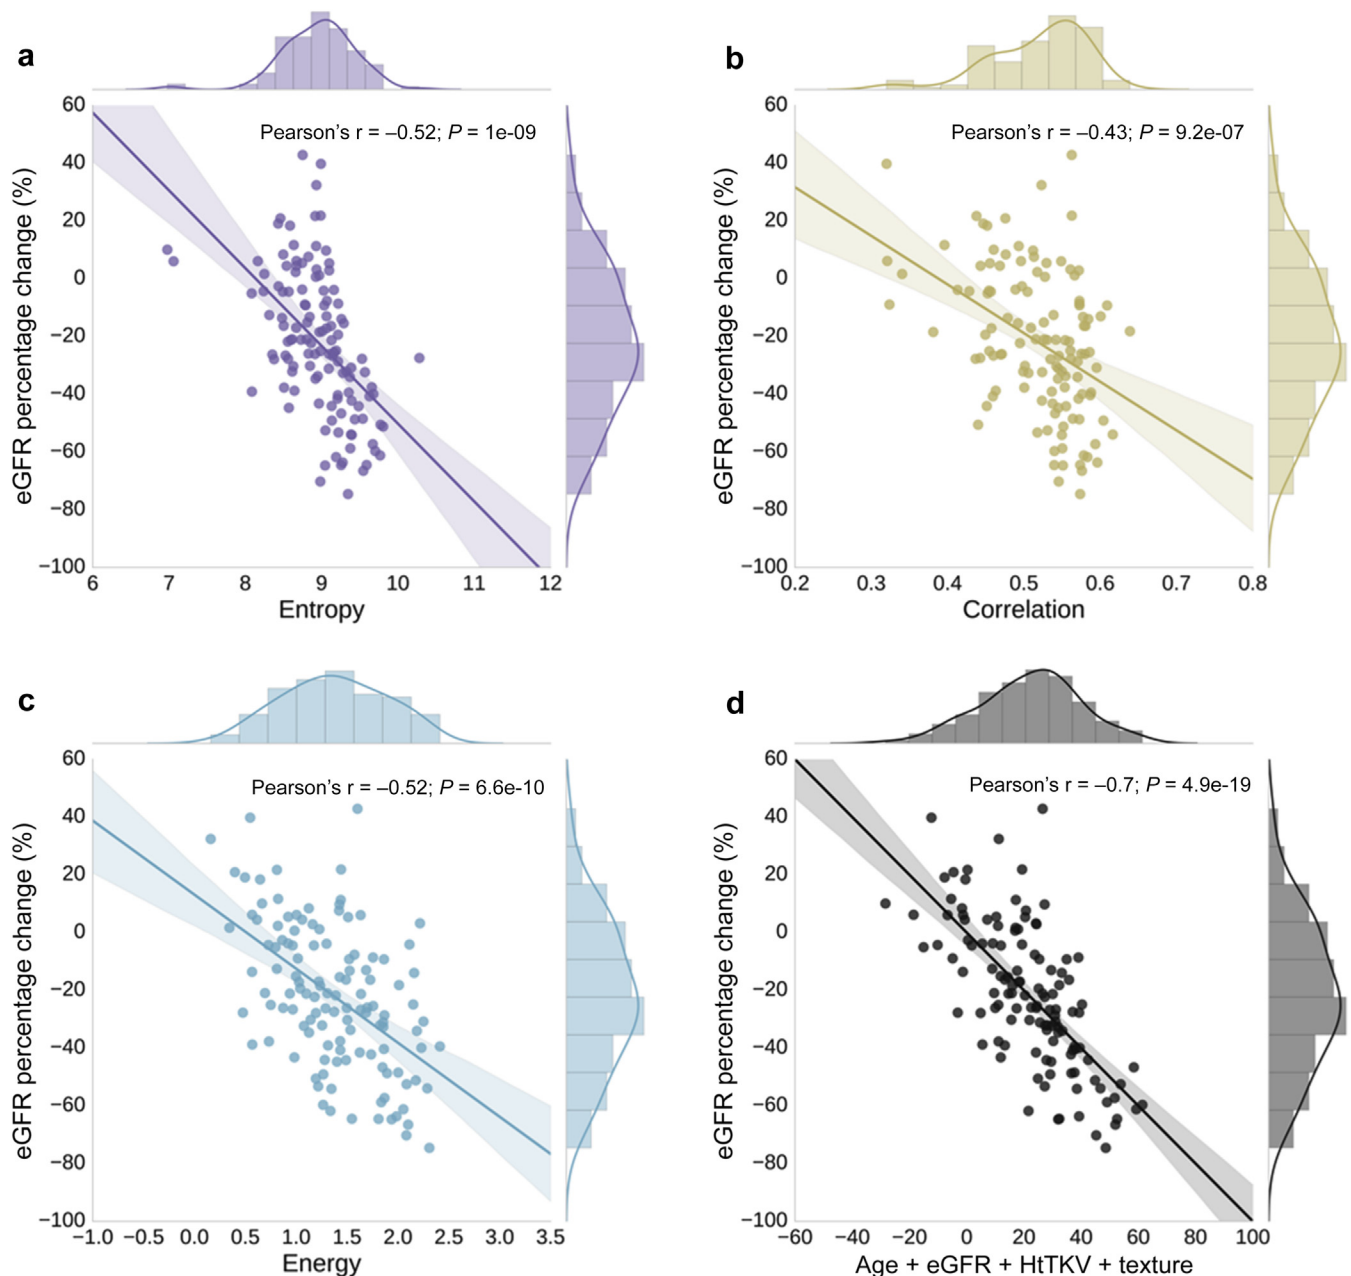 a
Pearson's r = –0.52; P = 1e-09
eGFR percentage change (%)
60
40
20
0
−20
−40
−60
−80
−100
6 7 8 9 10 11 12
Entropy
b
Pearson's r = –0.43; P = 9.2e-07
eGFR percentage change (%)
60
40
20
0
−20
−40
−60
−80
−100
0.2 0.3 0.4 0.5 0.6 0.7 0.8
Correlation
c
Pearson's r = –0.52; P = 6.6e-10
eGFR percentage change (%)
60
40
20
0
−20
−40
−60
−80
−100
−1.0 −0.5 0.0 0.5 1.0 1.5 2.0 2.5 3.0 3.5
Energy
d
Pearson's r = –0.7; P = 4.9e-19
eGFR percentage change (%)
60
40
20
0
−20
−40
−60
−80
−100
−60 −40 −20 0 20 40 60 80 100
Age + eGFR + HtTKV + texture